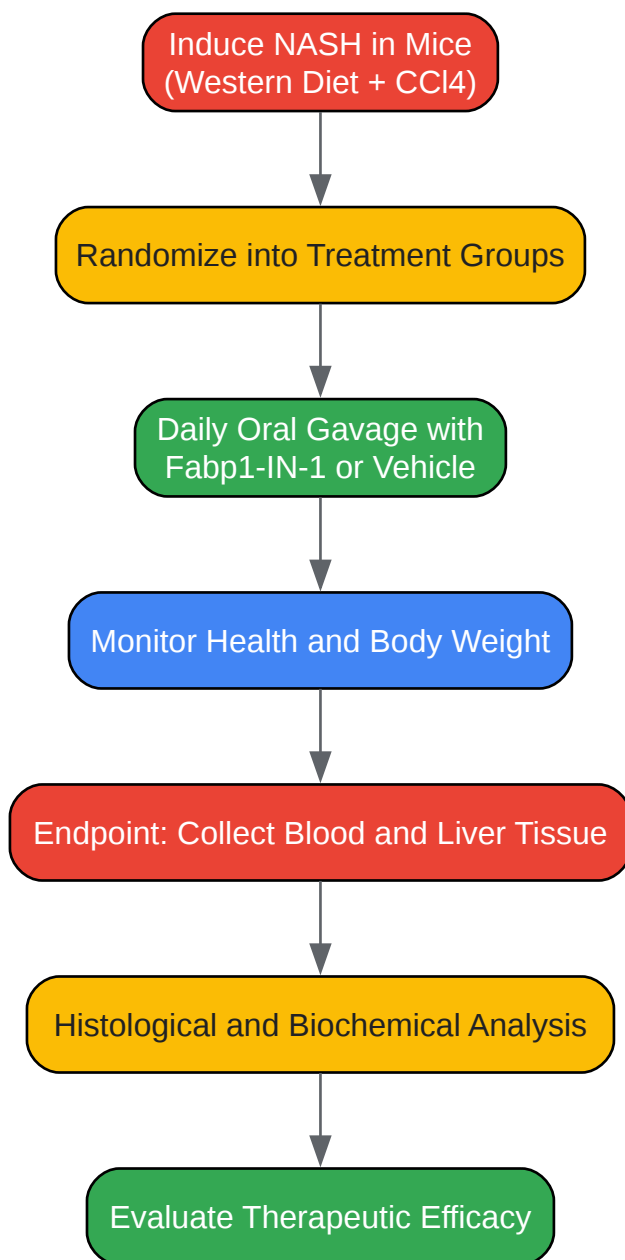 Induce NASH in Mice
(Western Diet + CCl4)
Randomize into Treatment Groups
Daily Oral Gavage with
Fabp1-IN-1 or Vehicle
Monitor Health and Body Weight
Endpoint: Collect Blood and Liver Tissue
Histological and Biochemical Analysis
Evaluate Therapeutic Efficacy